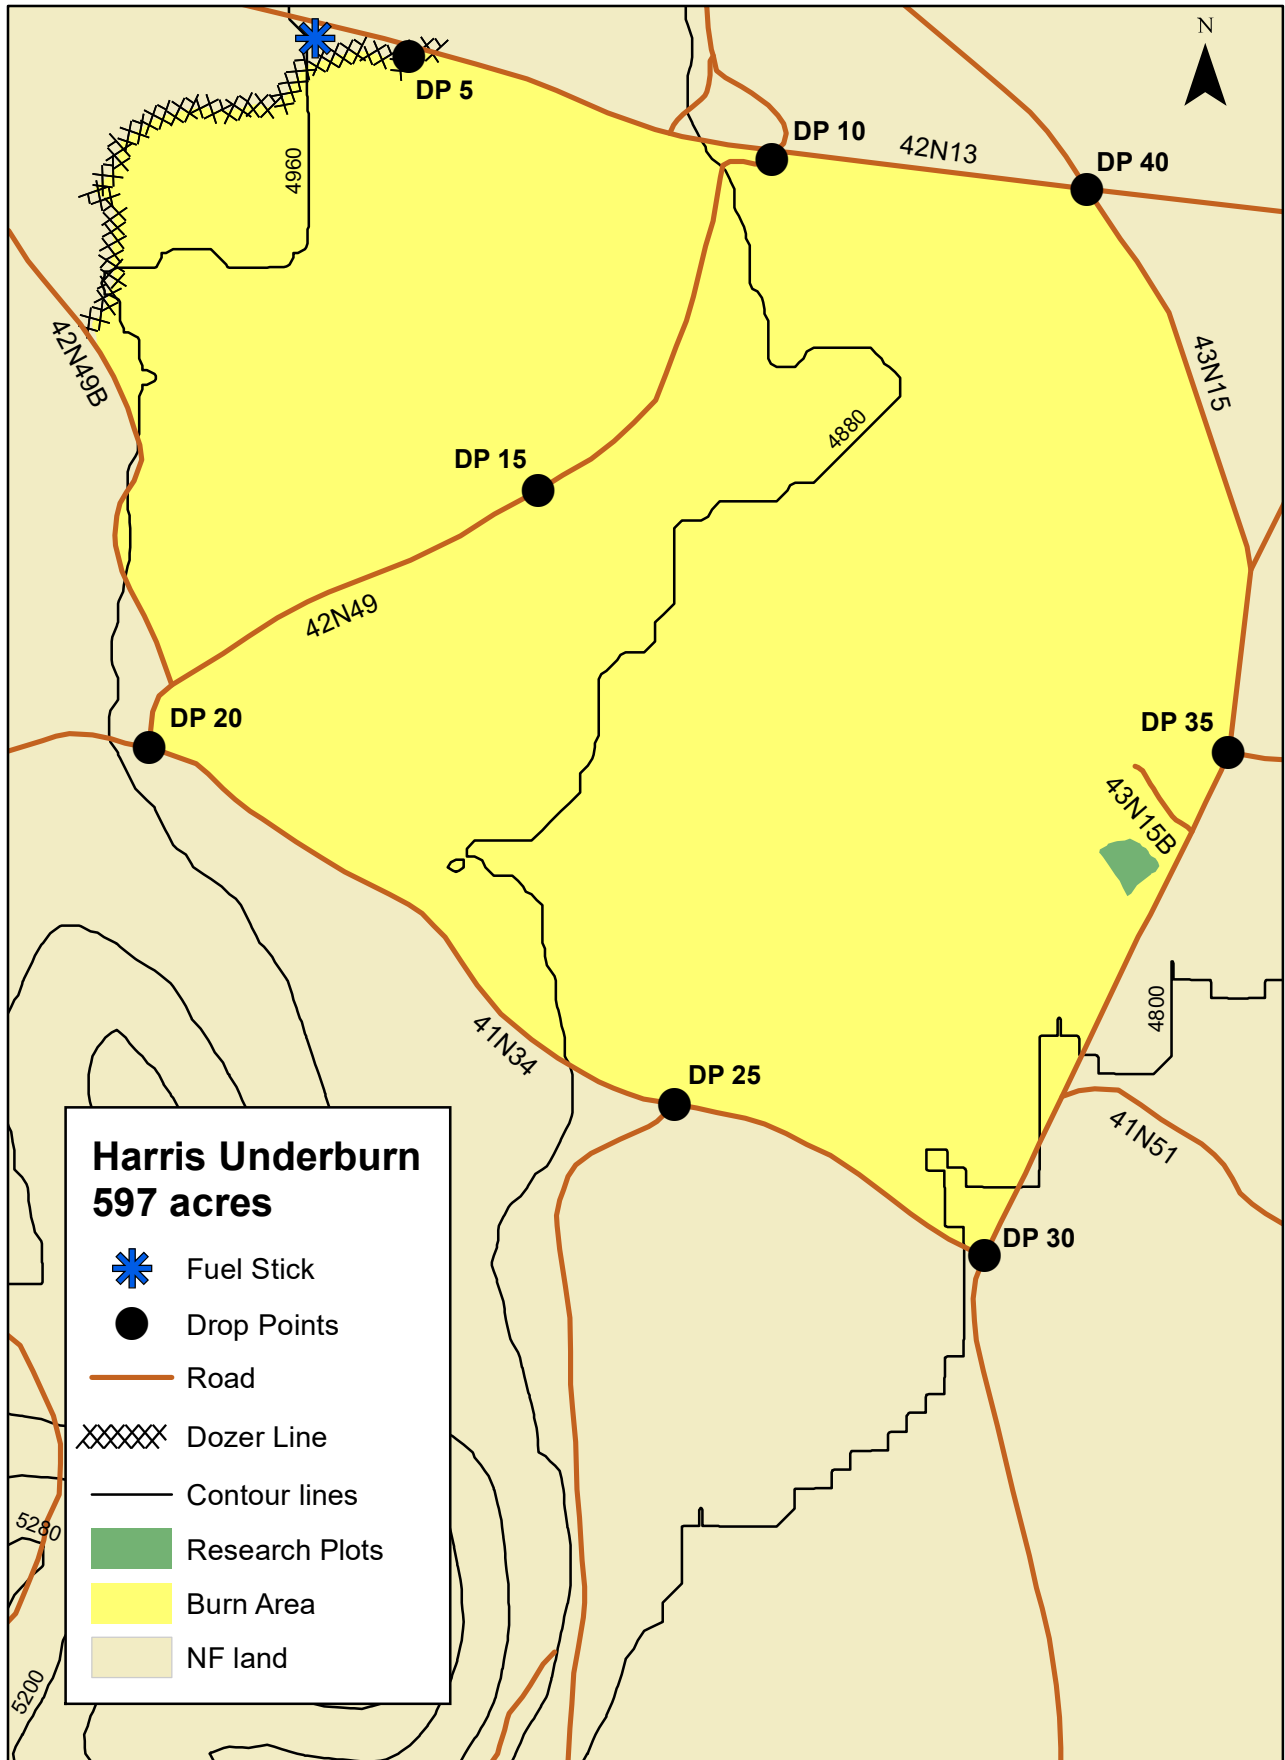 N
DP 5
DP 10
42N13
DP 40
4960
42N49B
43N15
4880
DP 15
42N49
DP 20
DP 35
43N15B
4800
41N34
DP 25
41N51
DP 30
Harris Underburn
597 acres
Fuel Stick
Drop Points
Road
Dozer Line
Contour lines
Research Plots
Burn Area
NF land
5280
5200